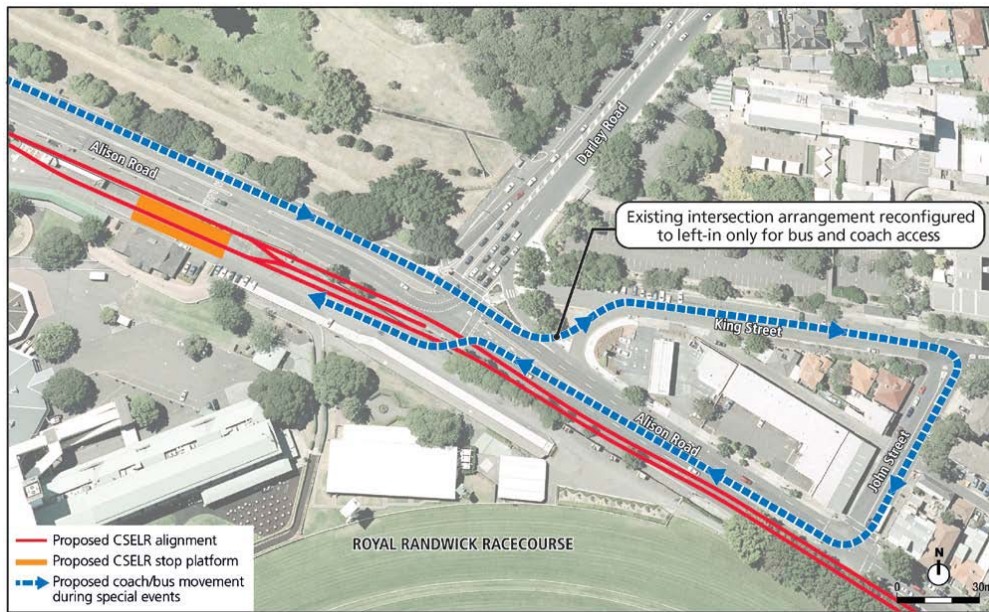 Alison Road
Darley Road
Existing intersection arrangement reconfigured
to left-in only for bus and coach access
King Street
John Street
Alison Road
ROYAL RANDWICK RACECOURSE
Proposed CSELR alignment
Proposed CSELR stop platform
Proposed coach/bus movement
during special events
N
0 30m